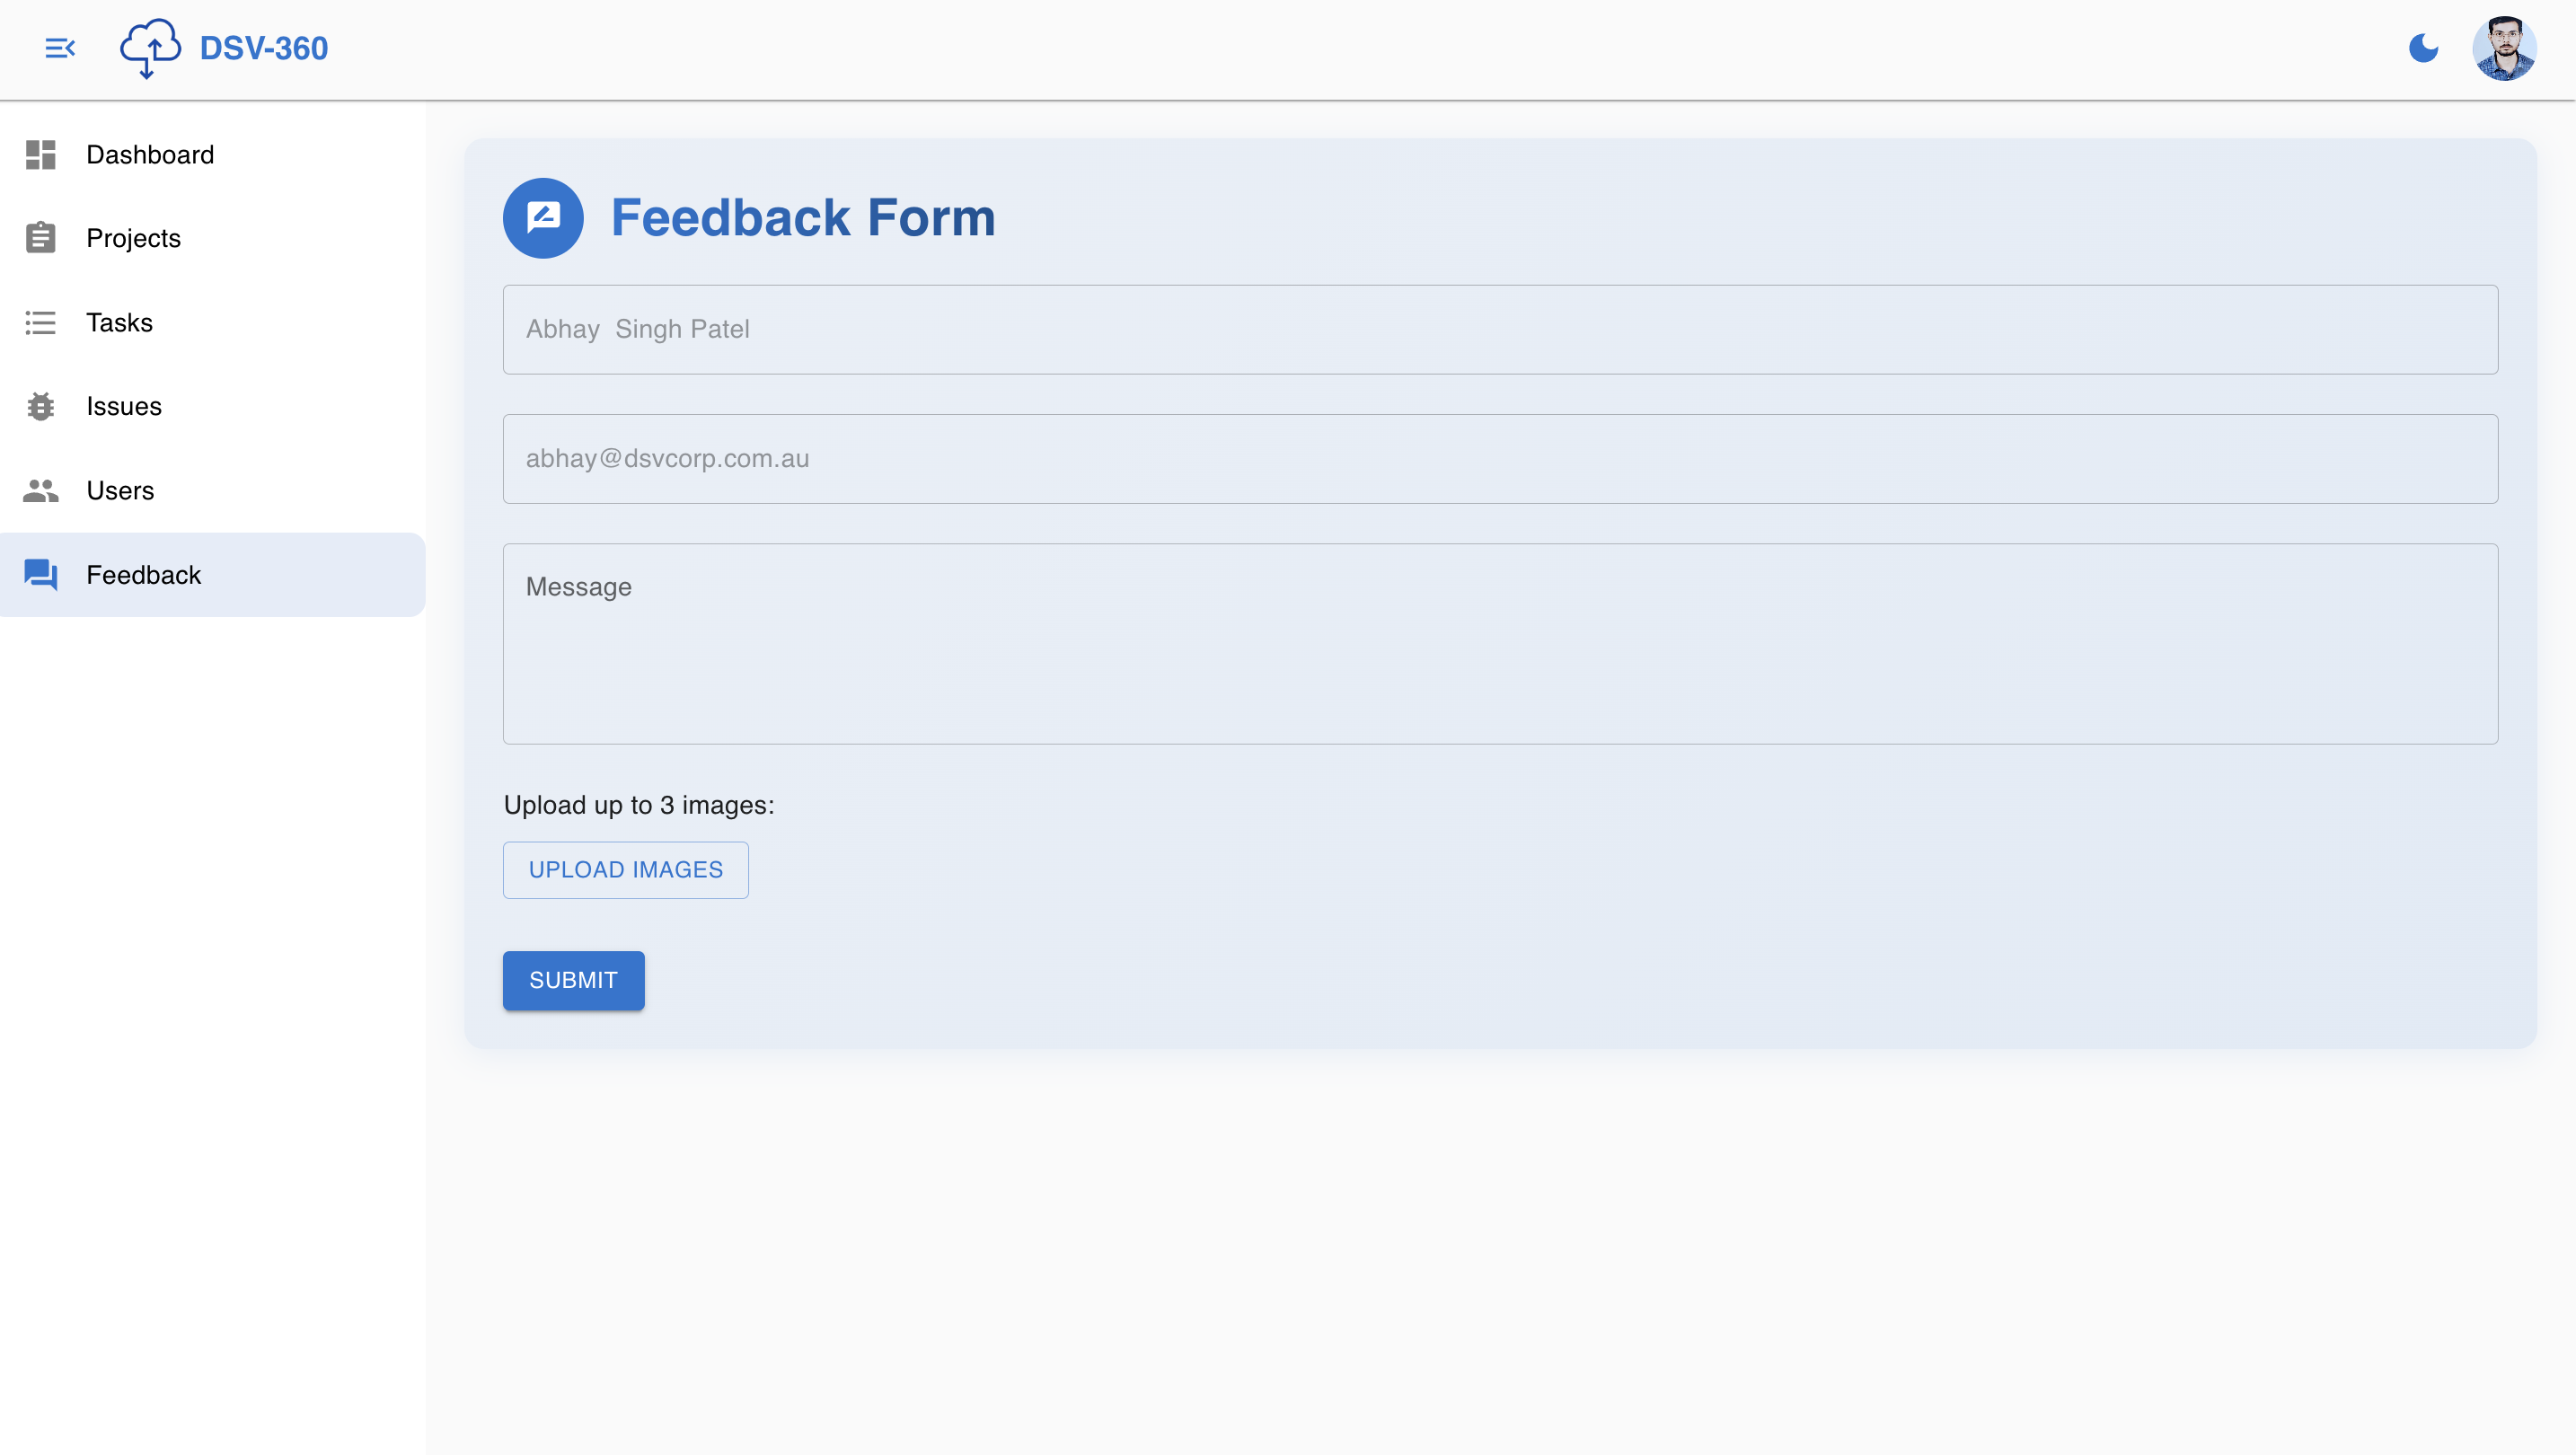 DSV-360
Dashboard
Projects
Tasks
Issues
Users
Feedback
Feedback Form
Abhay  Singh Patel
abhay@dsvcorp.com.au
Message
Upload up to 3 images:
UPLOAD IMAGES
SUBMIT